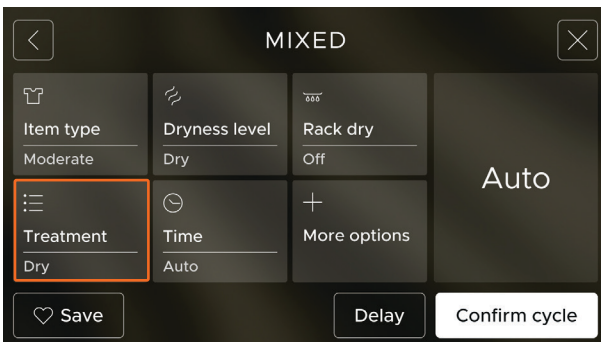 MIXED
Item type
Moderate
Dryness level
Dry
Rack dry
Off
Auto
Treatment
Dry
Time
Auto
More options
Save
Delay
Confirm cycle